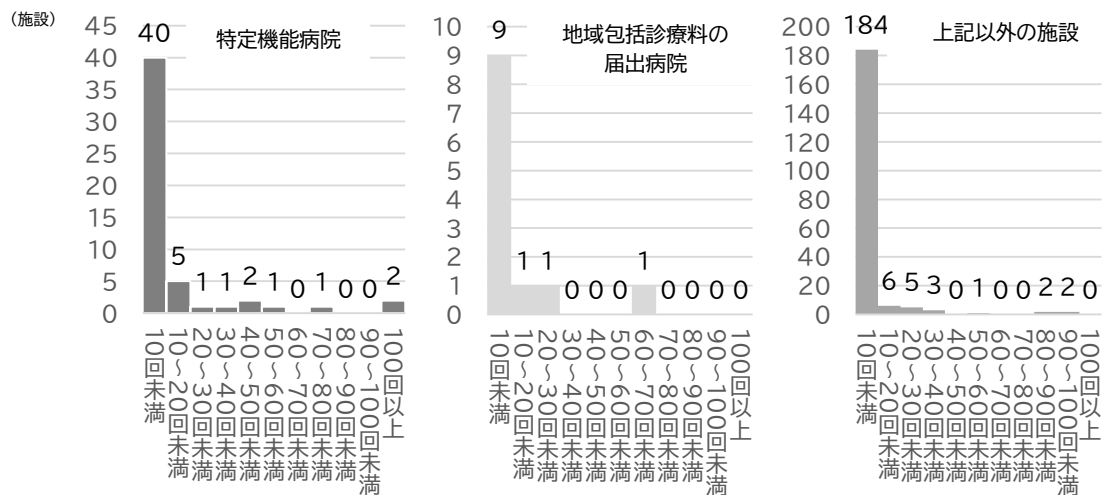 （施設）
特定機能病院
45
40
35
30
25
20
15
10
5
0
40
5
1
1
2
1
0
1
0
0
2
10回未満
10～20回未満
20～30回未満
30～40回未満
40～50回未満
50～60回未満
60～70回未満
70～80回未満
80～90回未満
90～100回未満
100回以上
地域包括診療料の
届出病院
10
9
8
7
6
5
4
3
2
1
0
9
1
1
0
0
0
1
0
0
0
0
10回未満
10～20回未満
20～30回未満
30～40回未満
40～50回未満
50～60回未満
60～70回未満
70～80回未満
80～90回未満
90～100回未満
100回以上
上記以外の施設
200
180
160
140
120
100
80
60
40
20
0
184
6
5
3
0
1
0
0
2
2
0
10回未満
10～20回未満
20～30回未満
30～40回未満
40～50回未満
50～60回未満
60～70回未満
70～80回未満
80～90回未満
90～100回未満
100回以上